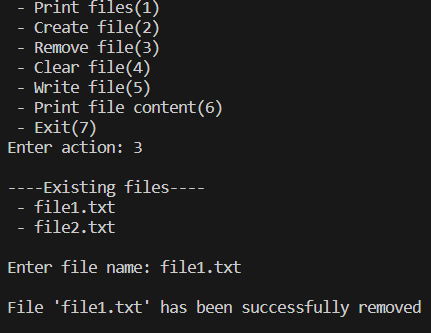 - Print files(1)
- Create file(2)
- Remove file(3)
- Clear file(4)
- Write file(5)
- Print file content(6)
- Exit(7)
Enter action: 3
----Existing files----
- file1.txt
- file2.txt
Enter file name: file1.txt
File 'file1.txt' has been successfully removed